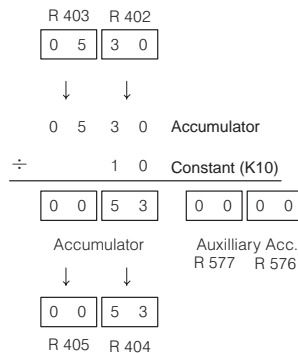 R 403 R 402
0 5 3 0
↓ ↓
0 5 3 0 Accumulator
÷ 1 0 Constant (K10)
0 0 5 3 0 0 0 0
Accumulator Auxilliary Acc.
R 577 R 576
↓ ↓
0 0 5 3
R 405 R 404